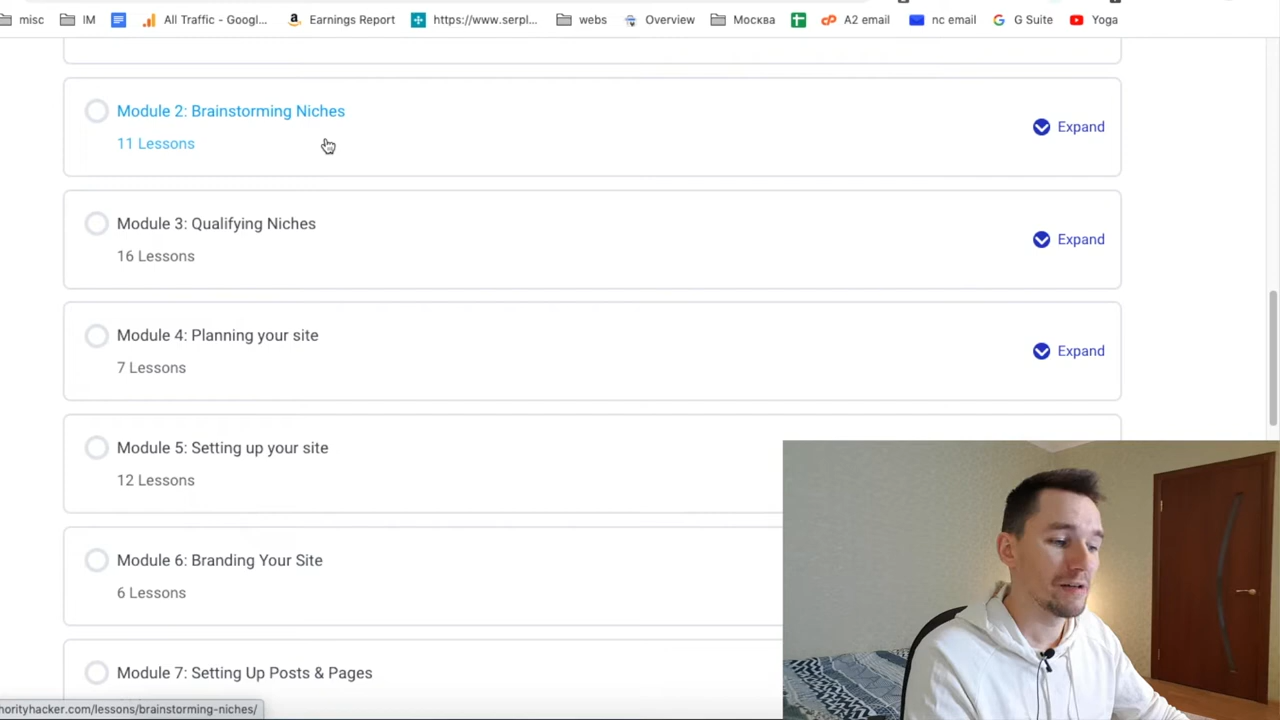 misc
IM
All Traffic - Googl...
Earnings Report
https://www.serpl...
webs
Overview
Москва
A2 email
nc email
G Suite
Yoga
Module 2: Brainstorming Niches
11 Lessons
Expand
Module 3: Qualifying Niches
16 Lessons
Expand
Module 4: Planning your site
7 Lessons
Expand
Module 5: Setting up your site
12 Lessons
Module 6: Branding Your Site
6 Lessons
Module 7: Setting Up Posts & Pages
horityhacker.com/lessons/brainstorming-niches/